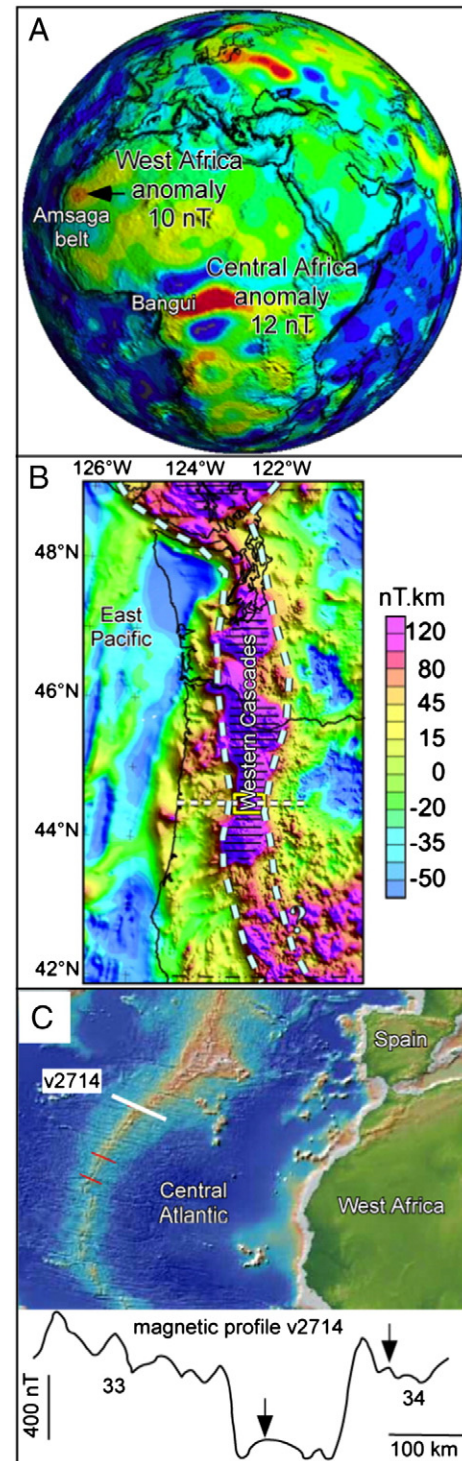 A
West Africa
anomaly
10 nT
Amsaga
belt
Central Africa
Bangui
anomaly
12 nT
B
126°W 124°W 122°W
48°N
46°N
44°N
42°N
East
Pacific
Western Cascades
?
nT.km
120
80
45
15
0
-20
-35
-50
C
Spain
v2714
Central
Atlantic
West Africa
magnetic profile v2714
400 nT
33
34
100 km